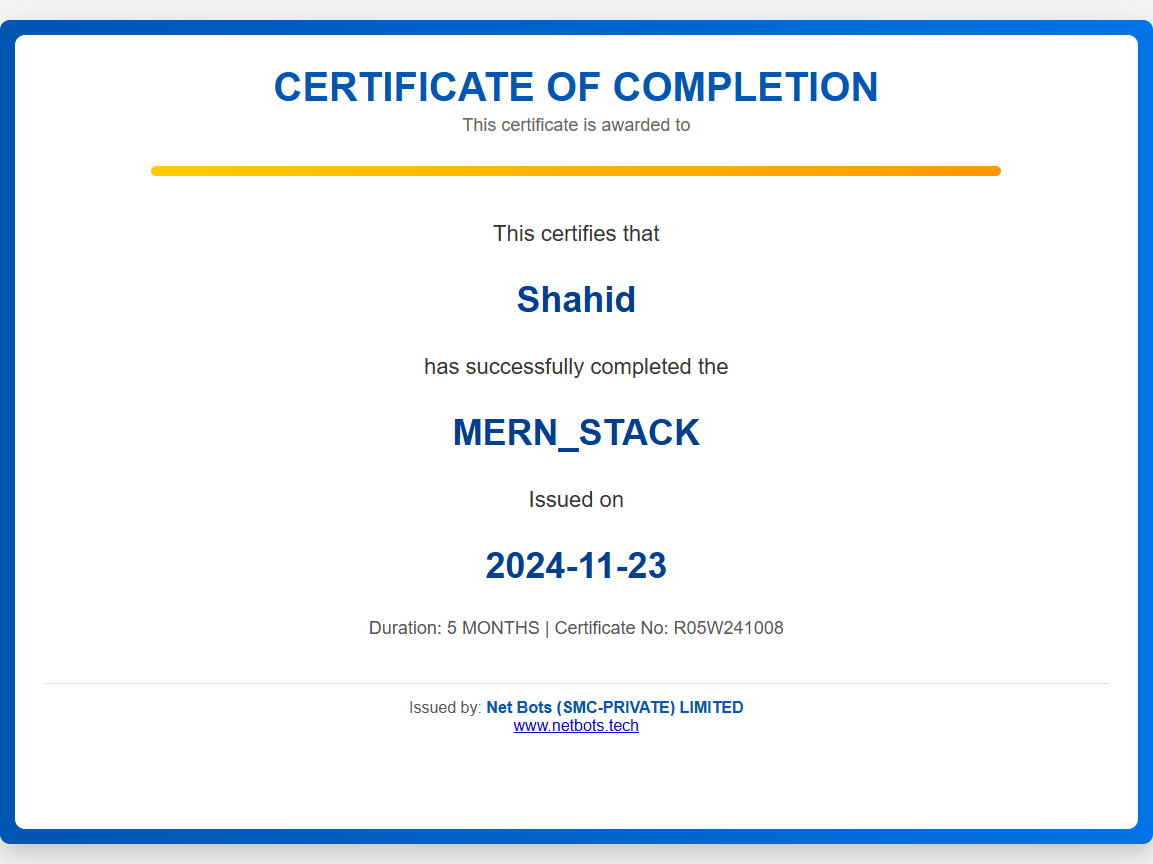 CERTIFICATE OF COMPLETION
This certificate is awarded to
This certifies that
Shahid
has successfully completed the
MERN_STACK
Issued on
2024-11-23
Duration: 5 MONTHS | Certificate No: R05W241008
Issued by: Net Bots (SMC-PRIVATE) LIMITED
www.netbots.tech